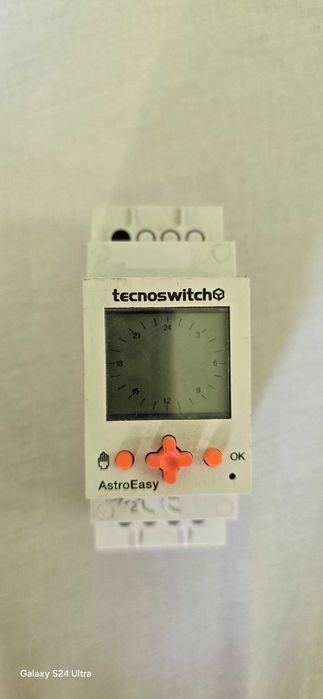 tecnoswitch
24
21 3
18 6
15 9
12
OK
AstroEasy
Galaxy S24 Ultra